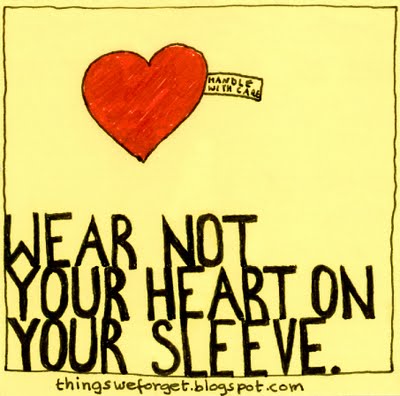 HANDLE
WITH CARE
WEAR NOT
YOUR HEART ON
YOUR SLEEVE.
thingsweforget.blogspot.com